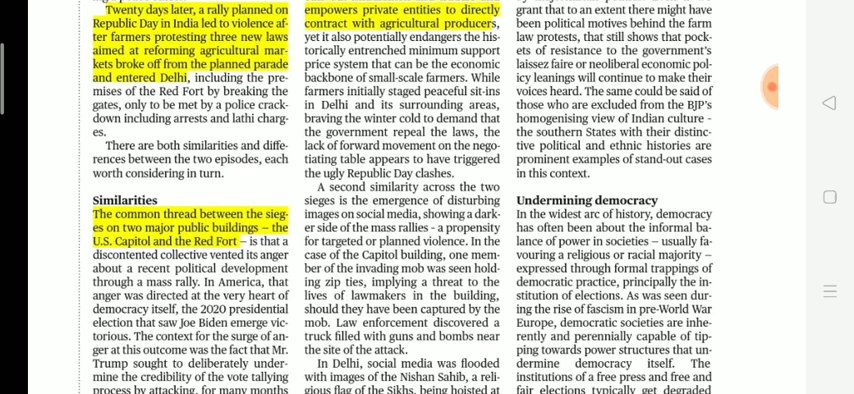 Twenty days later, a rally planned on
Republic Day in India led to violence af-
ter farmers protesting three new laws
aimed at reforming agricultural mar-
kets broke off from the planned parade
and entered Delhi, including the pre-
mises of the Red Fort by breaking the
gates, only to be met by a police crack-
down including arrests and lathi charg-
es.
There are both similarities and diffe-
rences between the two episodes, each
worth considering in turn.
Similarities
The common thread between the sieg-
es on two major public buildings – the
U.S. Capitol and the Red Fort – is that a
discontented collective vented its anger
about a recent political development
through a mass rally. In America, that
anger was directed at the very heart of
democracy itself, the 2020 presidential
election that saw Joe Biden emerge vic-
torious. The context for the surge of an-
ger at this outcome was the fact that Mr.
Trump sought to deliberately under-
mine the credibility of the vote tallying
process by attacking, for many months
empowers private entities to directly
contract with agricultural producers,
yet it also potentially endangers the his-
torically entrenched minimum support
price system that can be the economic
backbone of small-scale farmers. While
farmers initially staged peaceful sit-ins
in Delhi and its surrounding areas,
braving the winter cold to demand that
the government repeal the laws, the
lack of forward movement on the nego-
tiating table appears to have triggered
the ugly Republic Day clashes.
A second similarity across the two
sieges is the emergence of disturbing
images on social media, showing a dark-
er side of the mass rallies - a propensity
for targeted or planned violence. In the
case of the Capitol building, one mem-
ber of the invading mob was seen hold-
ing zip ties, implying a threat to the
lives of lawmakers in the building,
should they have been captured by the
mob. Law enforcement discovered a
truck filled with guns and bombs near
the site of the attack.
In Delhi, social media was flooded
with images of the Nishan Sahib, a reli-
gious flag of the Sikhs, being hoisted at
grant that to an extent there might have
been political motives behind the farm
law protests, that still shows that pock-
ets of resistance to the government's
laissez faire or neoliberal economic pol-
icy leanings will continue to make their
voices heard. The same could be said of
those who are excluded from the BJP's
homogenising view of Indian culture -
the southern States with their distinc-
tive political and ethnic histories are
prominent examples of stand-out cases
in this context.
Undermining democracy
In the widest arc of history, democracy
has often been about the informal ba-
lance of power in societies – usually fa-
vouring a religious or racial majority –
expressed through formal trappings of
democratic practice, principally the in-
stitution of elections. As was seen dur-
ing the rise of fascism in pre-World War
Europe, democratic societies are inhe-
rently and perennially capable of tip-
ping towards power structures that un-
dermine democracy itself. The
institutions of a free press and free and
fair elections typically get degraded